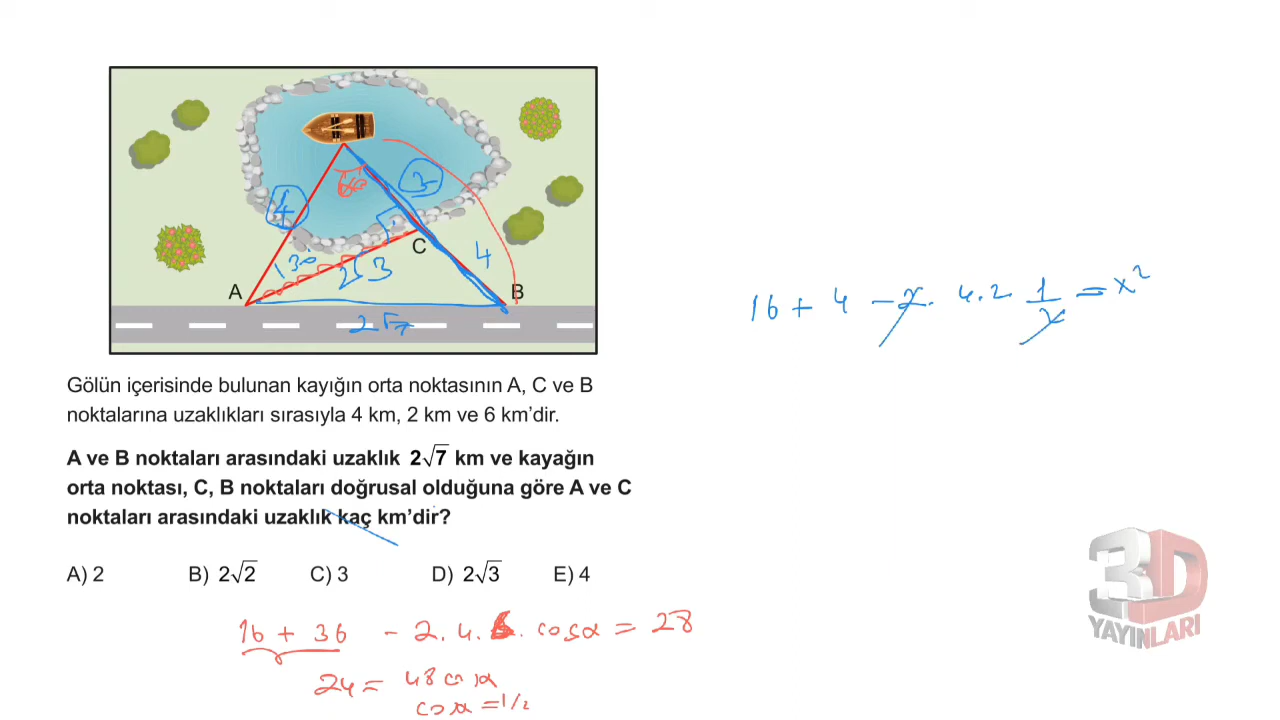 60
3
4
C
4
130°
2√3
A
B
2√7
16 + 4 - 2. 4.2. 1/2 = x²
Gölün içerisinde bulunan kayığın orta noktasının A, C ve B
noktalarına uzaklıkları sırasıyla 4 km, 2 km ve 6 km'dir.
A ve B noktaları arasındaki uzaklık 2√7 km ve kayağın
orta noktası, C, B noktaları doğrusal olduğuna göre A ve C
noktaları arasındaki uzaklık kaç km'dir?
A) 2 B) 2√2 C) 3 D) 2√3 E) 4
16 + 36 - 2.4.6. cosα = 28
24 = 48 cosα
cosα = 1/2
3D
YAYINLARI